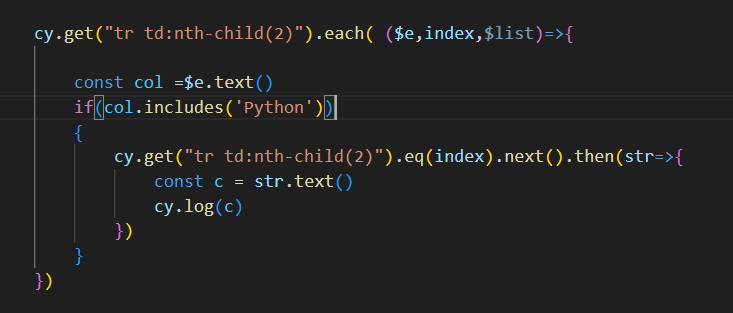 cy.get("tr td:nth-child(2)").each( ($e,index,$list)=>{
const col =$e.text()
if(col.includes('Python'))
{
cy.get("tr td:nth-child(2)").eq(index).next().then(str=>{
const c = str.text()
cy.log(c)
})
}
})